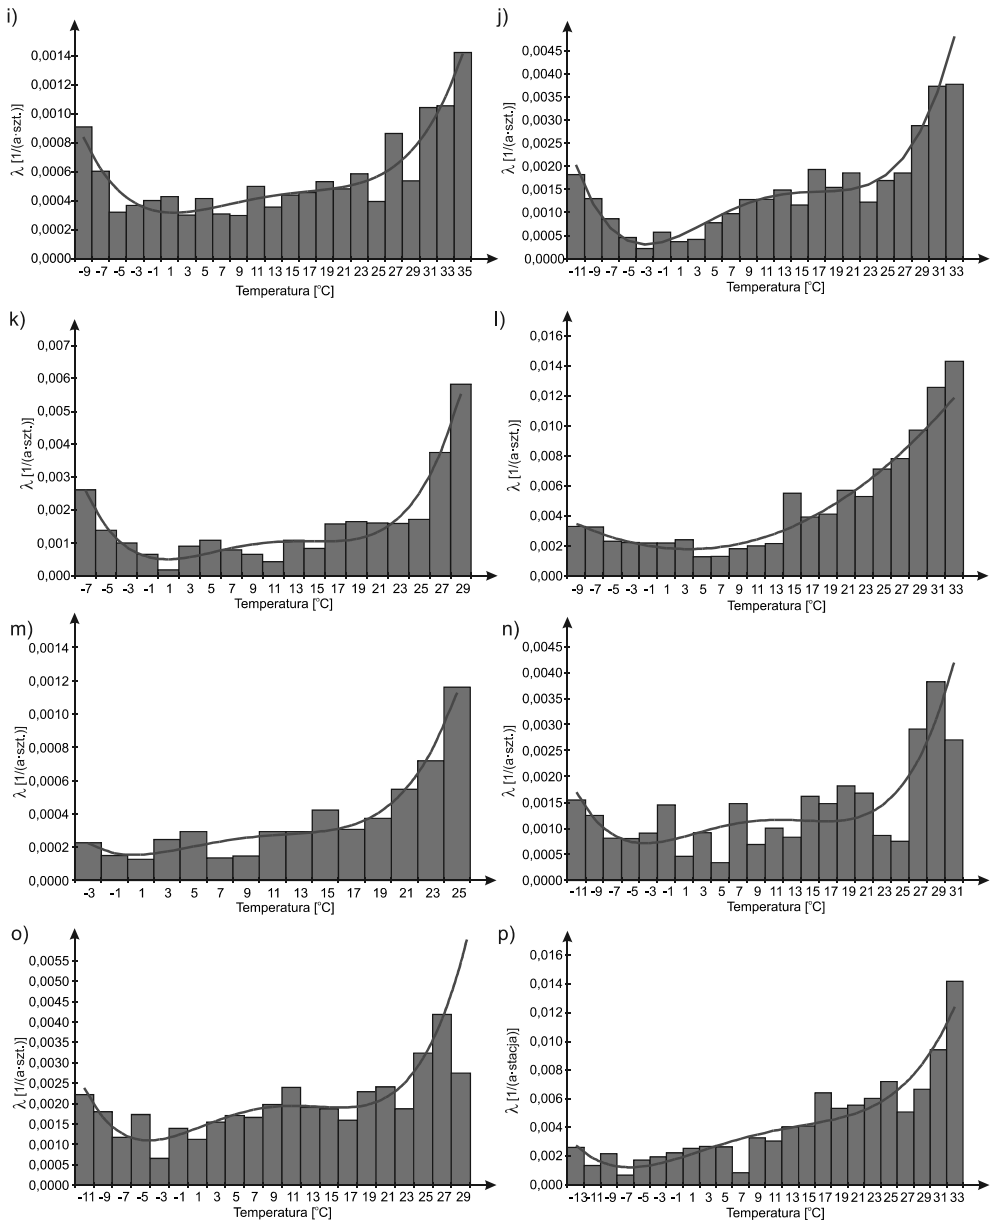 i)
λ [1/(a·szt.)]
0,0014
0,0012
0,0010
0,0008
0,0006
0,0004
0,0002
0,0000
-9 -7 -5 -3 -1 1 3 5 7 9 11 13 15 17 19 21 23 25 27 29 31 33 35
Temperatura [°C]
j)
λ [1/(a·szt.)]
0,0045
0,0040
0,0035
0,0030
0,0025
0,0020
0,0015
0,0010
0,0005
0,0000
-11 -9 -7 -5 -3 -1 1 3 5 7 9 11 13 15 17 19 21 23 25 27 29 31 33
Temperatura [°C]
k)
λ [1/(a·szt.)]
0,007
0,006
0,005
0,004
0,003
0,002
0,001
0,000
-7 -5 -3 -1 1 3 5 7 9 11 13 15 17 19 21 23 25 27 29
Temperatura [°C]
l)
λ [1/(a·szt.)]
0,016
0,014
0,012
0,010
0,008
0,006
0,004
0,002
0,000
-9 -7 -5 -3 -1 1 3 5 7 9 11 13 15 17 19 21 23 25 27 29 31 33
Temperatura [°C]
m)
λ [1/(a·szt.)]
0,0014
0,0012
0,0010
0,0008
0,0006
0,0004
0,0002
0,0000
-3 -1 1 3 5 7 9 11 13 15 17 19 21 23 25
Temperatura [°C]
n)
λ [1/(a·szt.)]
0,0045
0,0040
0,0035
0,0030
0,0025
0,0020
0,0015
0,0010
0,0005
0,0000
-11 -9 -7 -5 -3 -1 1 3 5 7 9 11 13 15 17 19 21 23 25 27 29 31
Temperatura [°C]
o)
λ [1/(a·szt.)]
0,0055
0,0050
0,0045
0,0040
0,0035
0,0030
0,0025
0,0020
0,0015
0,0010
0,0005
0,0000
-11 -9 -7 -5 -3 -1 1 3 5 7 9 11 13 15 17 19 21 23 25 27 29
Temperatura [°C]
p)
λ [1/(a·stacja)]
0,016
0,014
0,012
0,010
0,008
0,006
0,004
0,002
0,000
-13 -11 -9 -7 -5 -3 -1 1 3 5 7 9 11 13 15 17 19 21 23 25 27 29 31 33
Temperatura [°C]